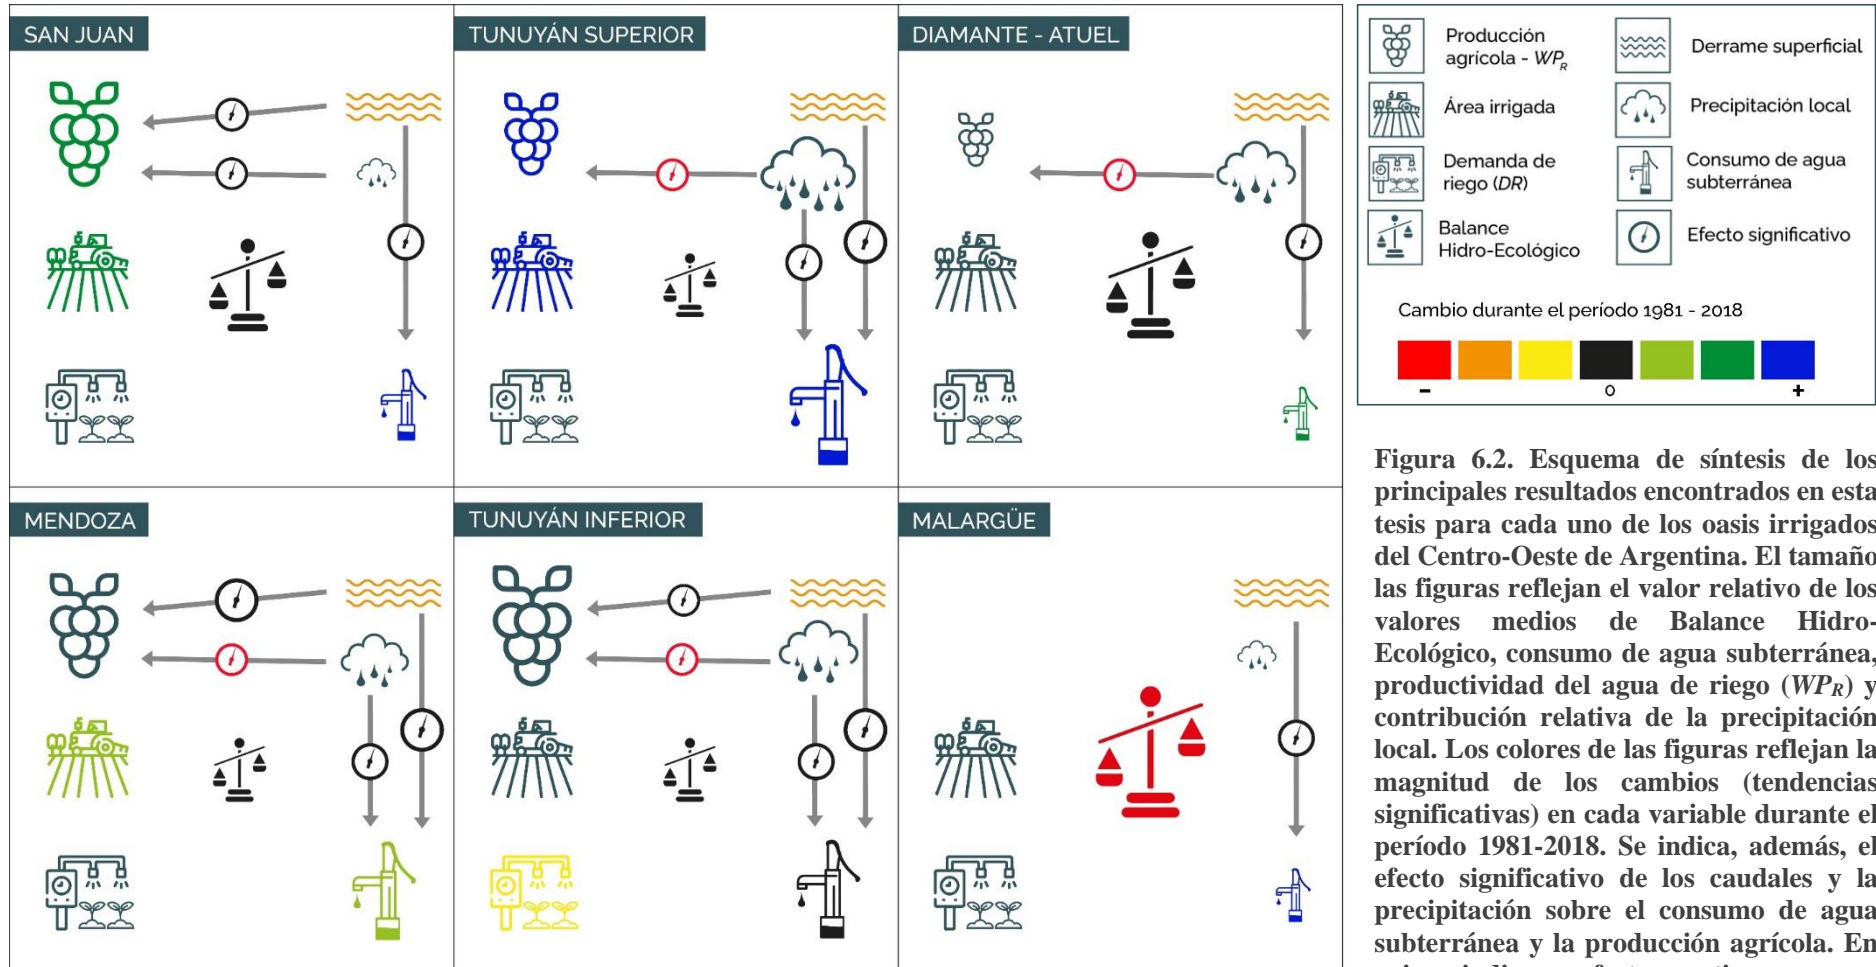 SAN JUAN
TUNUYÁN SUPERIOR
DIAMANTE - ATUEL
MENDOZA
TUNUYÁN INFERIOR
MALARGÜE
Producción
agrícola - WPR
Área irrigada
Demanda de
riego (DR)
Balance
Hidro-Ecológico
Derrame superficial
Precipitación local
Consumo de agua
subterránea
Efecto significativo
Cambio durante el período 1981 - 2018
- 0 +
Figura 6.2. Esquema de síntesis de los
principales resultados encontrados en esta
tesis para cada uno de los oasis irrigados
del Centro-Oeste de Argentina. El tamaño
las figuras reflejan el valor relativo de los
valores medios de Balance Hidro-
Ecológico, consumo de agua subterránea,
productividad del agua de riego (WPR) y
contribución relativa de la precipitación
local. Los colores de las figuras reflejan la
magnitud de los cambios (tendencias
significativas) en cada variable durante el
período 1981-2018. Se indica, además, el
efecto significativo de los caudales y la
precipitación sobre el consumo de agua
subterránea y la producción agrícola. En